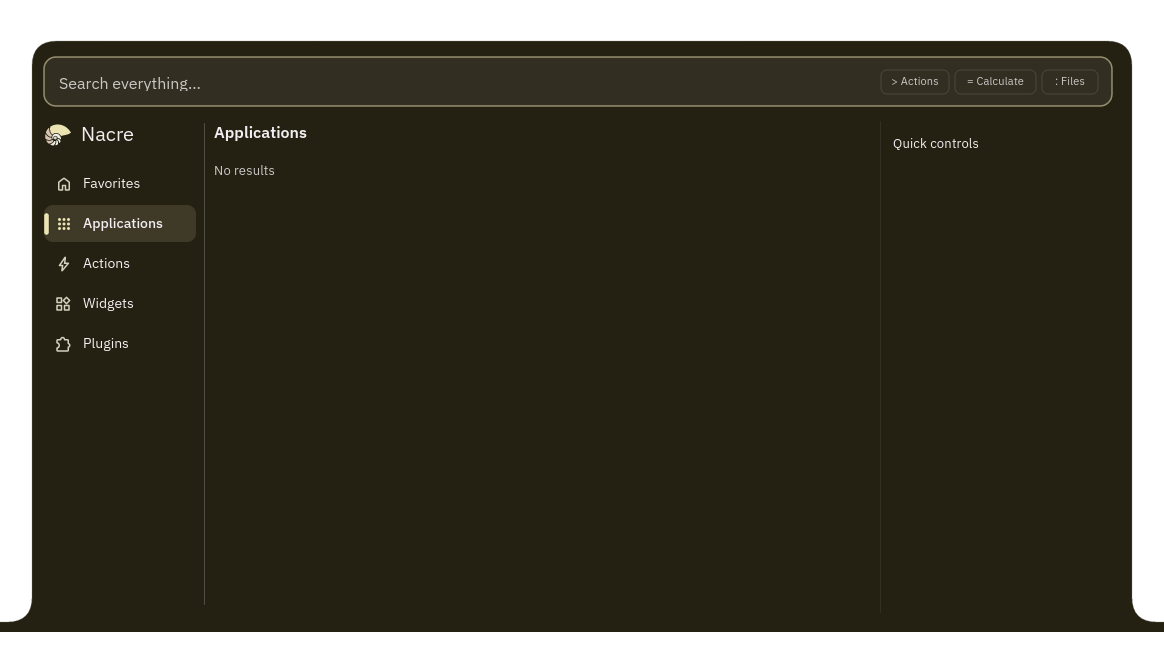 Search everything...
> Actions
= Calculate
: Files
Nacre
Favorites
Applications
Actions
Widgets
Plugins
Applications
No results
Quick controls